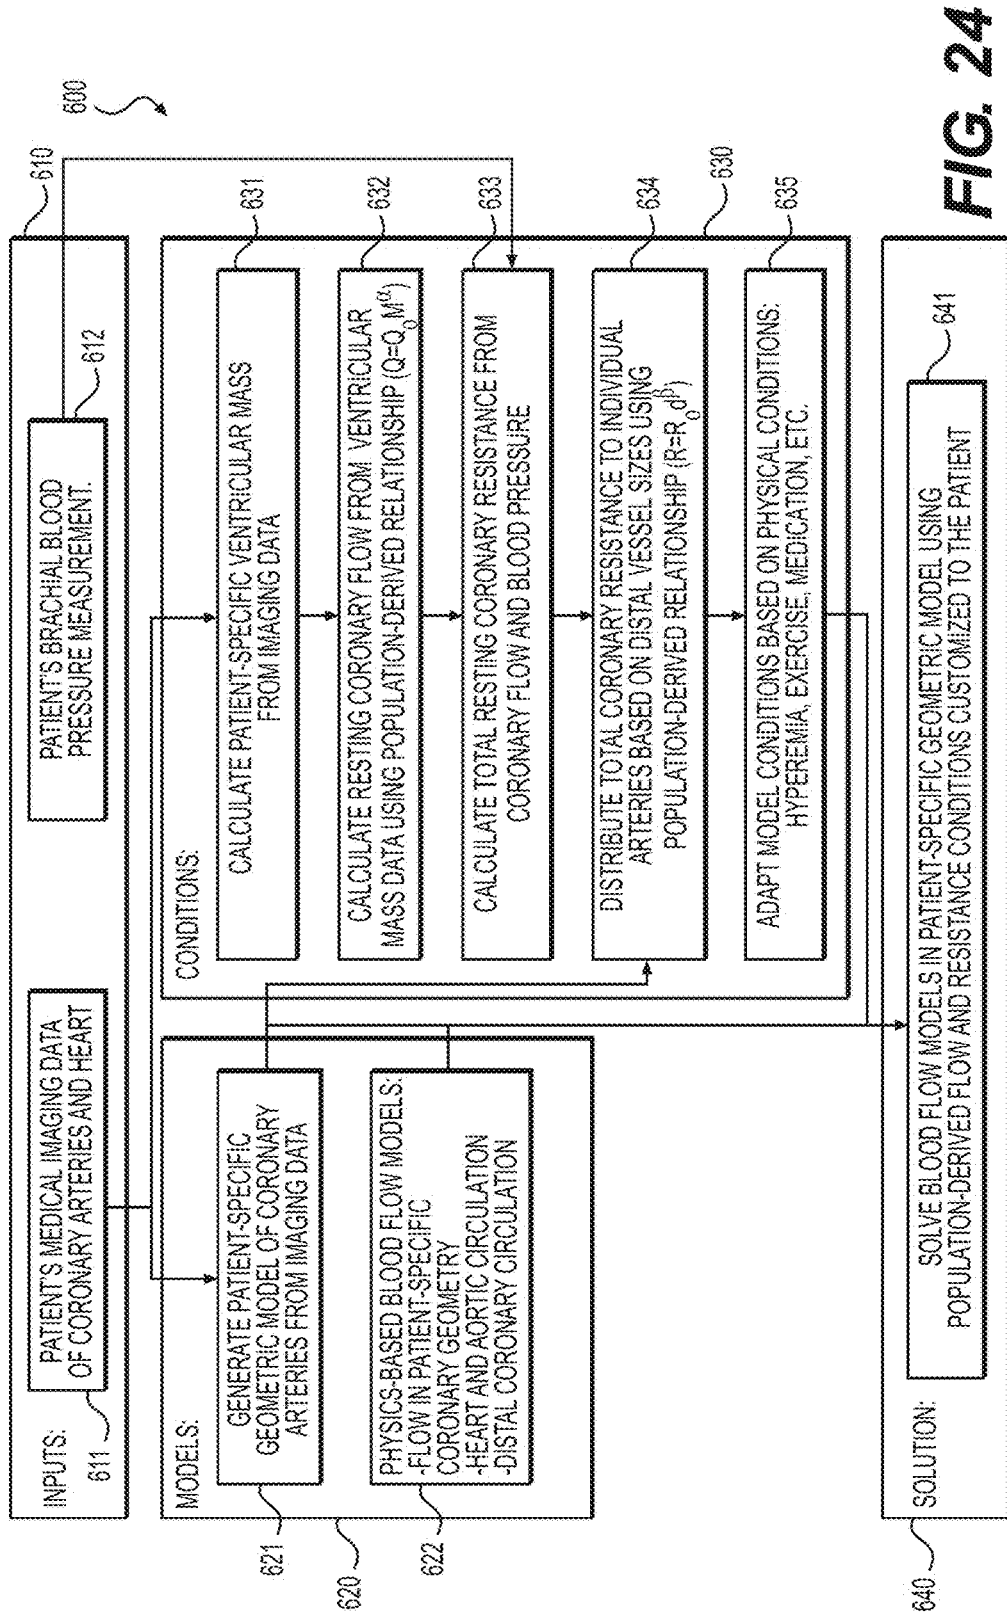 600
610
INPUTS:
611
PATIENT'S MEDICAL IMAGING DATA
OF CORONARY ARTERIES AND HEART
PATIENT'S BRACHIAL BLOOD
PRESSURE MEASUREMENT.
612
MODELS:
621
GENERATE PATIENT-SPECIFIC
GEOMETRIC MODEL OF CORONARY
ARTERIES FROM IMAGING DATA
620
622
PHYSICS-BASED BLOOD FLOW MODELS:
-FLOW IN PATIENT-SPECIFIC
CORONARY GEOMETRY
-HEART AND AORTIC CIRCULATION
-DISTAL CORONARY CIRCULATION
CONDITIONS:
CALCULATE PATIENT-SPECIFIC VENTRICULAR MASS
FROM IMAGING DATA
631
CALCULATE RESTING CORONARY FLOW FROM VENTRICULAR
MASS DATA USING POPULATION-DERIVED RELATIONSHIP (Q=Q₀Mᵅ)
632
CALCULATE TOTAL RESTING CORONARY RESISTANCE FROM
CORONARY FLOW AND BLOOD PRESSURE
633
DISTRIBUTE TOTAL CORONARY RESISTANCE TO INDIVIDUAL
ARTERIES BASED ON DISTAL VESSEL SIZES USING
POPULATION-DERIVED RELATIONSHIP (R=R₀dᵝ)
634
630
ADAPT MODEL CONDITIONS BASED ON PHYSICAL CONDITIONS:
HYPEREMIA, EXERCISE, MEDICATION, ETC.
635
640
SOLUTION:
641
SOLVE BLOOD FLOW MODELS IN PATIENT-SPECIFIC GEOMETRIC MODEL USING
POPULATION-DERIVED FLOW AND RESISTANCE CONDITIONS CUSTOMIZED TO THE PATIENT
FIG. 24